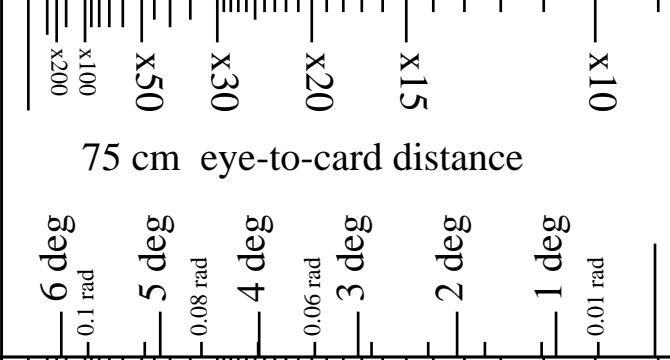 x200 x100 x50 x30 x20 x15 x10
75 cm eye-to-card distance
6 deg 0.1 rad 5 deg 0.08 rad 4 deg 0.06 rad 3 deg 2 deg 1 deg 0.01 rad